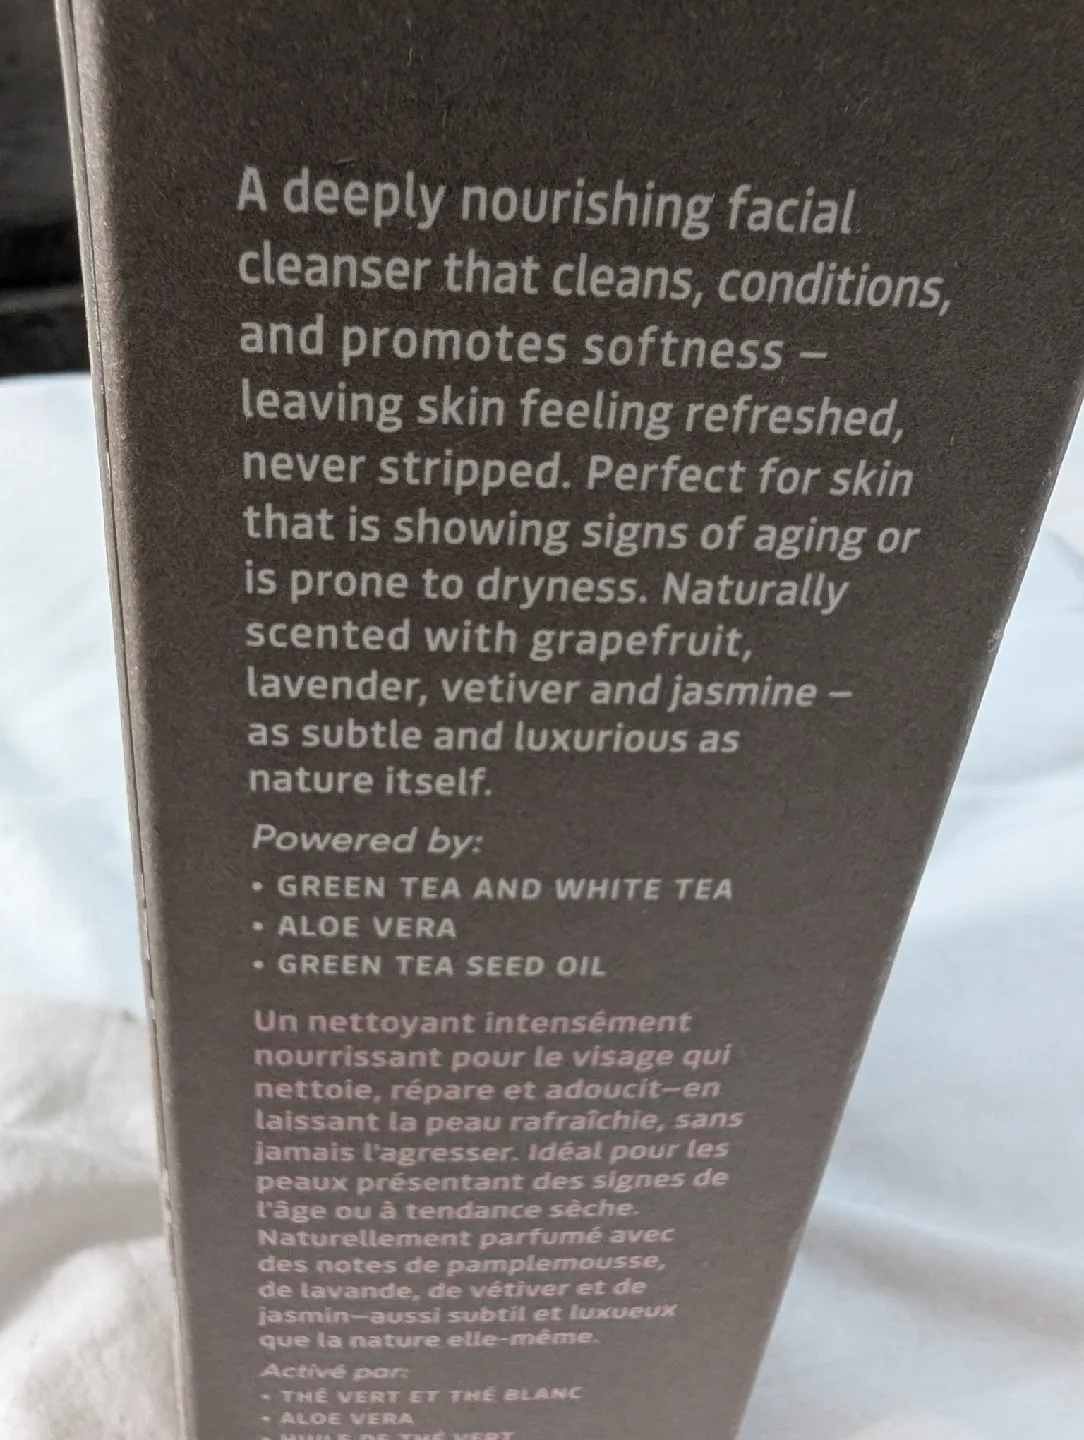 A deeply nourishing facial
cleanser that cleans, conditions,
and promotes softness –
leaving skin feeling refreshed,
never stripped. Perfect for skin
that is showing signs of aging or
is prone to dryness. Naturally
scented with grapefruit,
lavender, vetiver and jasmine –
as subtle and luxurious as
nature itself.
Powered by:
• GREEN TEA AND WHITE TEA
• ALOE VERA
• GREEN TEA SEED OIL
Un nettoyant intensément
nourrissant pour le visage qui
nettoie, répare et adoucit—en
laissant la peau rafraîchie, sans
jamais l'agresser. Idéal pour les
peaux présentant des signes de
l'âge ou à tendance sèche.
Naturellement parfumé avec
des notes de pamplemousse,
de lavande, de vétiver et de
jasmin—aussi subtil et luxueux
que la nature elle-même.
Activé par:
• THÉ VERT ET THÉ BLANC
• ALOE VERA
• HUILE DE THÉ VERT